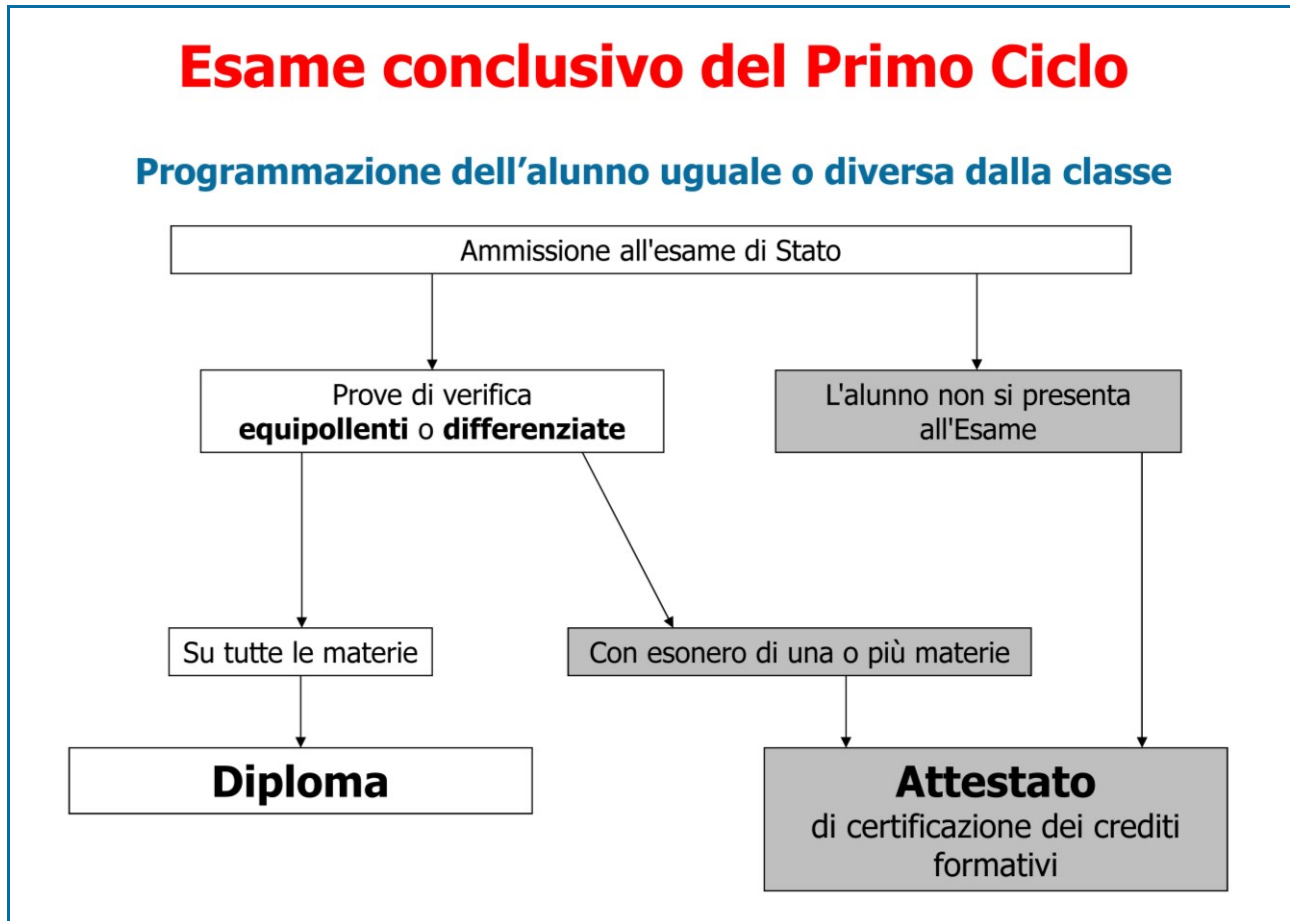 Esame conclusivo del Primo Ciclo
Programmazione dell’alunno uguale o diversa dalla classe
Ammissione all'esame di Stato
Prove di verifica
equipollenti o differenziate
L'alunno non si presenta
all'Esame
Su tutte le materie
Con esonero di una o più materie
Diploma
Attestato
di certificazione dei crediti
formativi